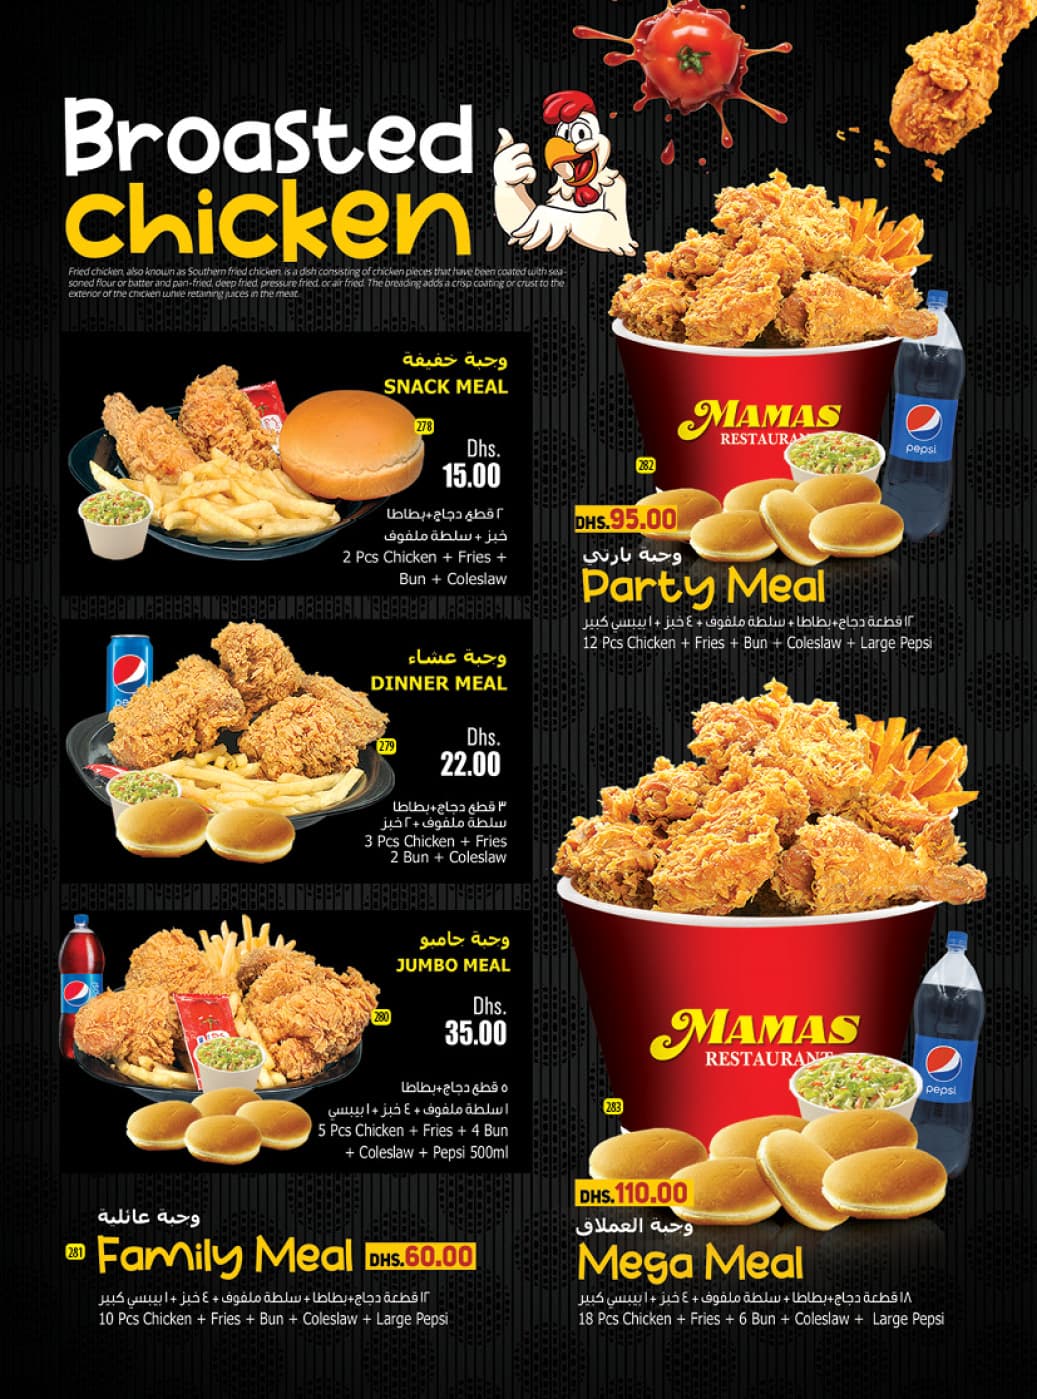 Broasted
chicken
Fried chicken, also known as Southern fried chicken, is a dish consisting of chicken pieces that have been coated with sea-
soned flour or batter and pan-fried, deep fried, pressure fried, or air fried. The breading adds a crisp coating or crust to the
exterior of the chicken while retaining juices in the meat.
وجبة خفيفة
SNACK MEAL
278
Dhs.
15.00
٢ قطع دجاج+بطاطا
خبز + سلطة ملفوف
2 Pcs Chicken + Fries +
Bun + Coleslaw
وجبة عشاء
DINNER MEAL
279
Dhs.
22.00
٣ قطع دجاج+بطاطا
سلطة ملفوف +٢ خبز
3 Pcs Chicken + Fries
2 Bun + Coleslaw
وجبة جامبو
JUMBO MEAL
280
Dhs.
35.00
٥ قطع دجاج+بطاطا
١ سلطة ملفوف + ٤ خبز + ١ بيبسي
5 Pcs Chicken + Fries + 4 Bun
+ Coleslaw + Pepsi 500ml
وجبة عائلية
281
Family Meal DHS.60.00
١٢ قطعة دجاج+بطاطا + سلطة ملفوف + ٤ خبز + ١ بيبسي كبير
10 Pcs Chicken + Fries + Bun + Coleslaw + Large Pepsi
MAMAS
RESTAURAN
pepsi
282
DHS.95.00
وجبة بارتي
Party Meal
١٢ قطعة دجاج+بطاطا + سلطة ملفوف + ٤ خبز + ١ بيبسي كبير
12 Pcs Chicken + Fries + Bun + Coleslaw + Large Pepsi
MAMAS
RESTAURANT
pepsi
283
DHS.110.00
وجبة العملاق
Mega Meal
١٨ قطعة دجاج+بطاطا + سلطة ملفوف + ٤ خبز + ١ بيبسي كبير
18 Pcs Chicken + Fries + 6 Bun + Coleslaw + Large Pepsi